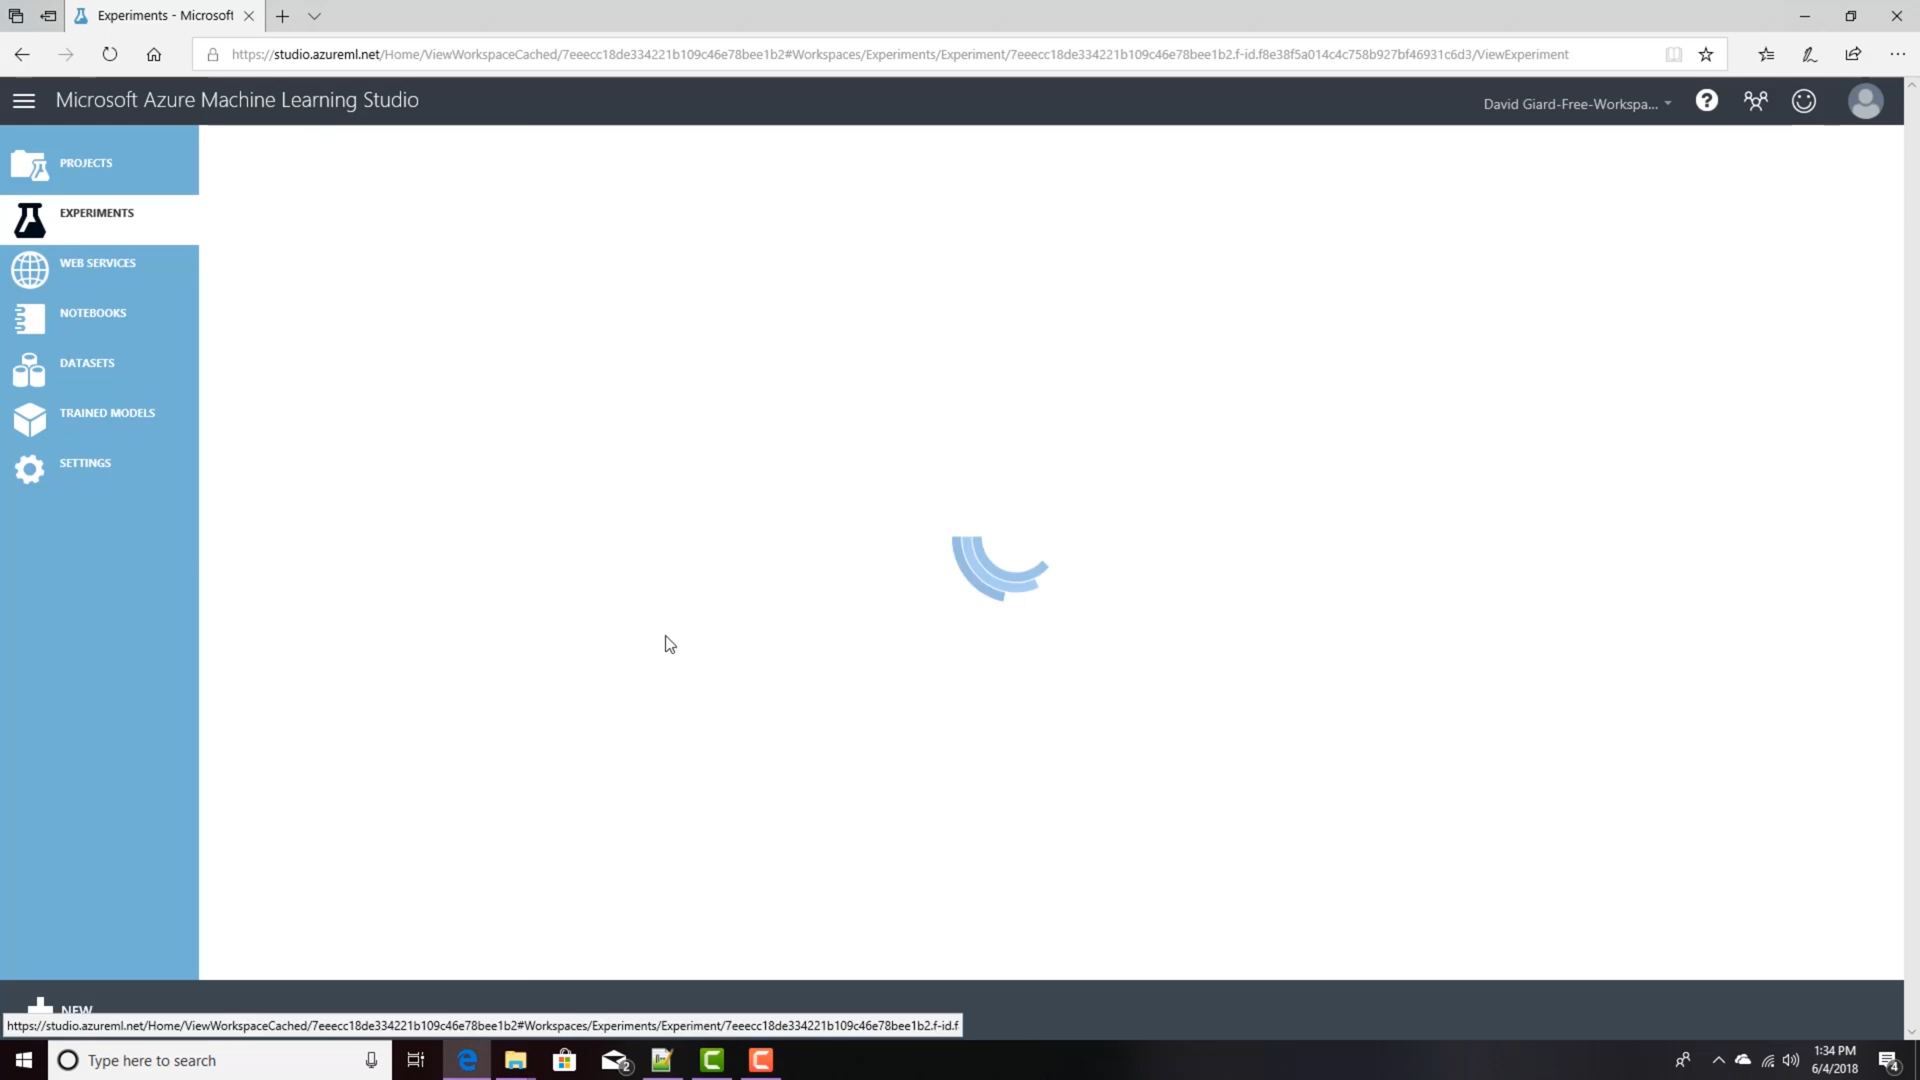 Experiments - Microsoft
https://studio.azureml.net/Home/ViewWorkspaceCached/7eeecc18de334221b109c46e78bee1b2#Workspaces/Experiments/Experiment/7eeecc18de334221b109c46e78bee1b2.f-id.f8e38f5a014c4c758b927bf46931c6d3/ViewExperiment
Microsoft Azure Machine Learning Studio
David Giard-Free-Workspa...
?
PROJECTS
EXPERIMENTS
WEB SERVICES
NOTEBOOKS
DATASETS
TRAINED MODELS
SETTINGS
NEW
https://studio.azureml.net/Home/ViewWorkspaceCached/7eeecc18de334221b109c46e78bee1b2#Workspaces/Experiments/Experiment/7eeecc18de334221b109c46e78bee1b2.f-id.f
Type here to search
2
1:34 PM
6/4/2018
4